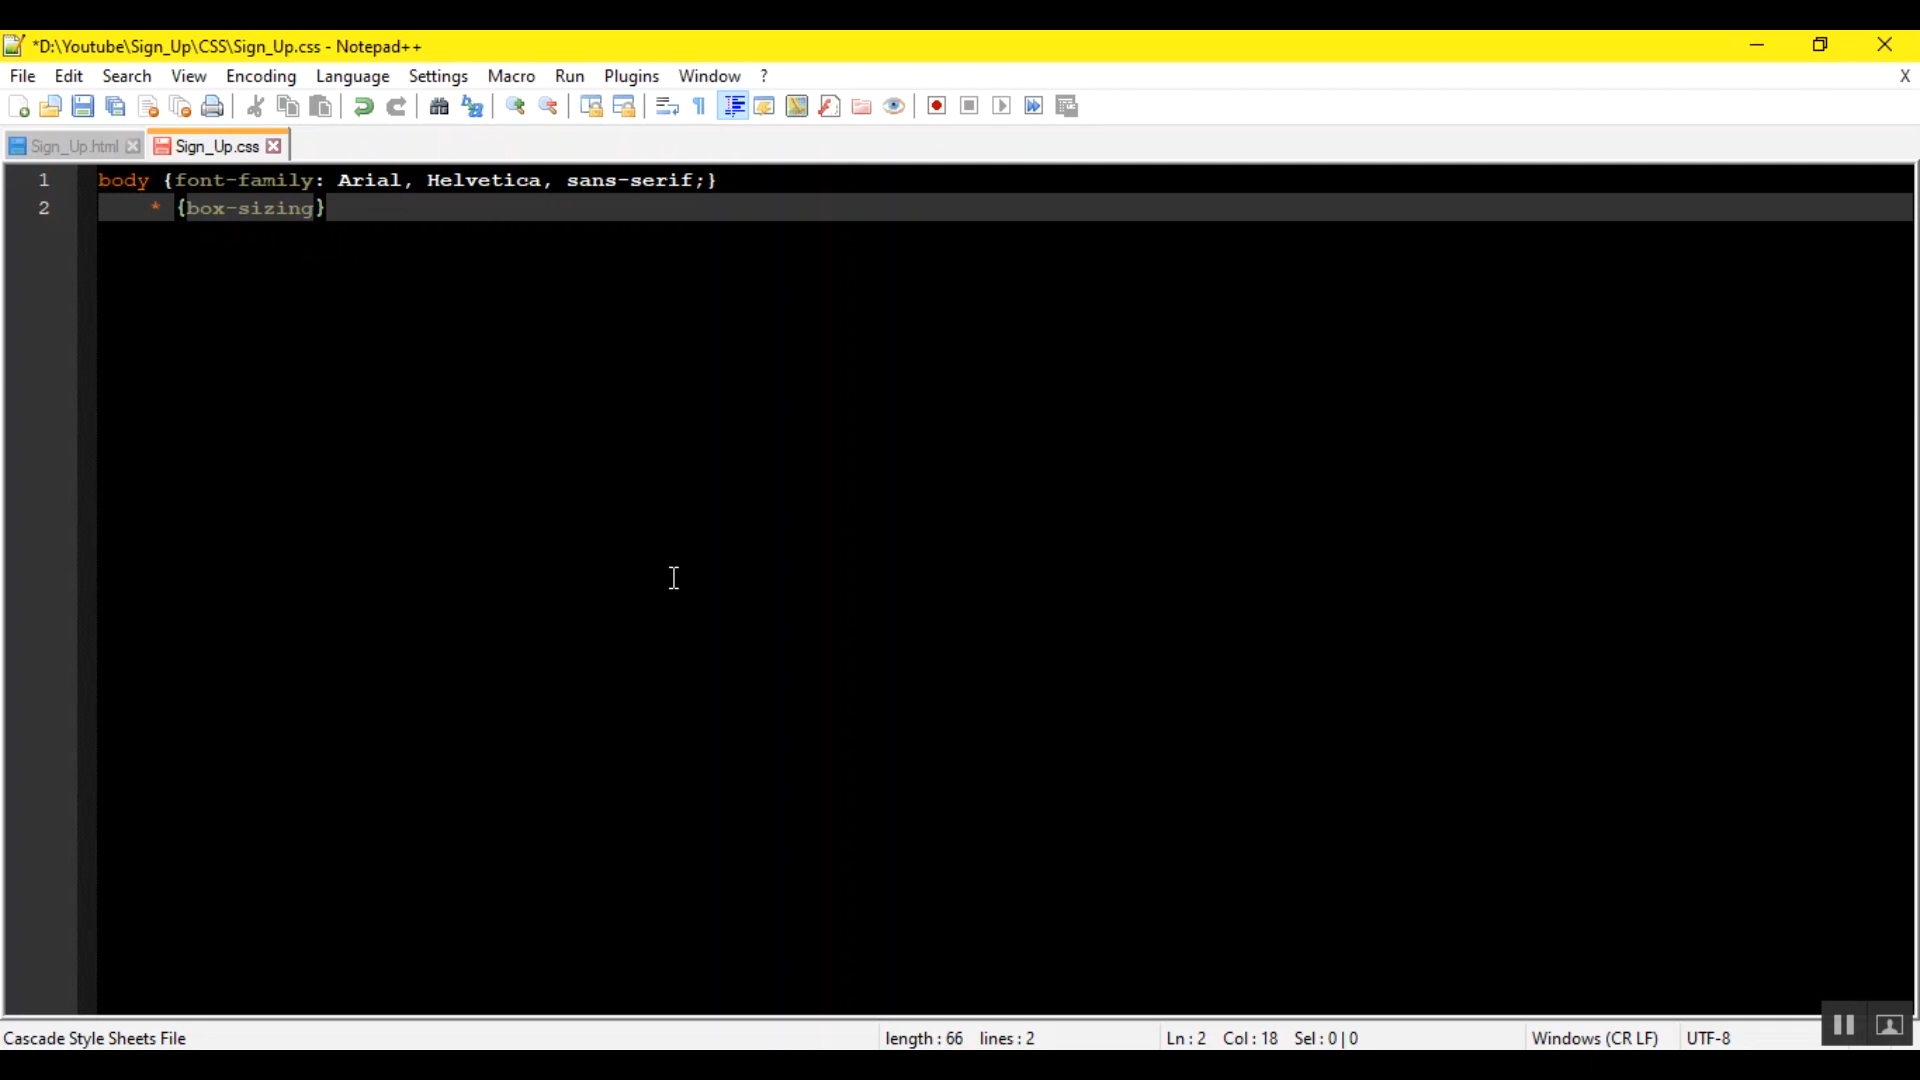 *D:\Youtube\Sign_Up\CSS\Sign_Up.css - Notepad++
File Edit Search View Encoding Language Settings Macro Run Plugins Window ? X
Sign_Up.html Sign_Up.css
1 body {font-family: Arial, Helvetica, sans-serif;}
2 * {box-sizing}
Cascade Style Sheets File length : 66 lines : 2 Ln : 2 Col : 18 Sel : 0 | 0 Windows (CR LF) UTF-8